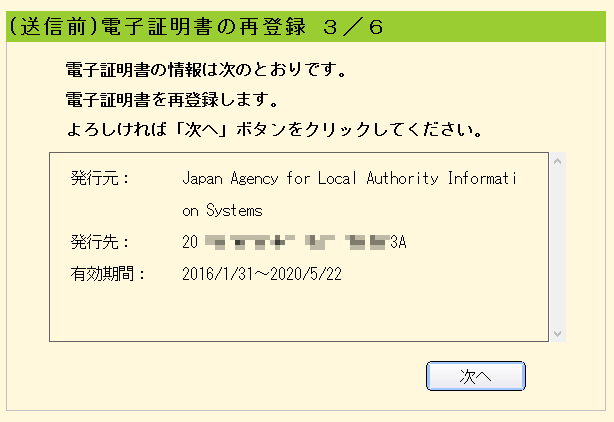 (送信前)電子証明書の再登録 ３／６
電子証明書の情報は次のとおりです。
電子証明書を再登録します。
よろしければ「次へ」ボタンをクリックしてください。
発行元： Japan Agency for Local Authority Informati
on Systems
発行先： 20 3A
有効期間： 2016/1/31～2020/5/22
次へ